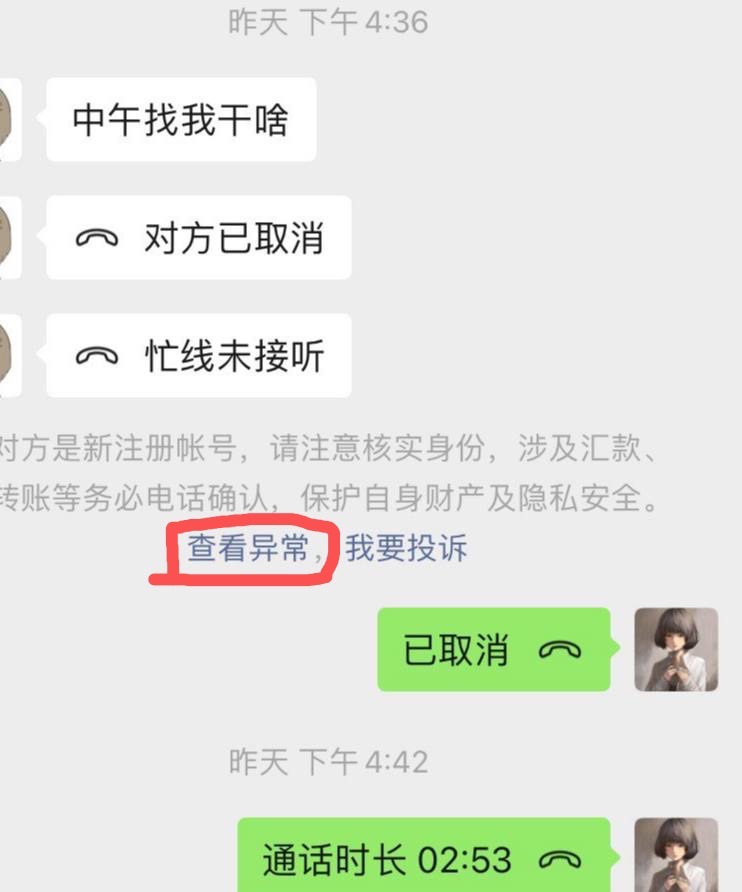 昨天 下午4:36
中午找我干啥
对方已取消
忙线未接听
对方是新注册帐号，请注意核实身份，涉及汇款、
转账等务必电话确认，保护自身财产及隐私安全。
查看异常，我要投诉
已取消
昨天 下午4:42
通话时长 02:53